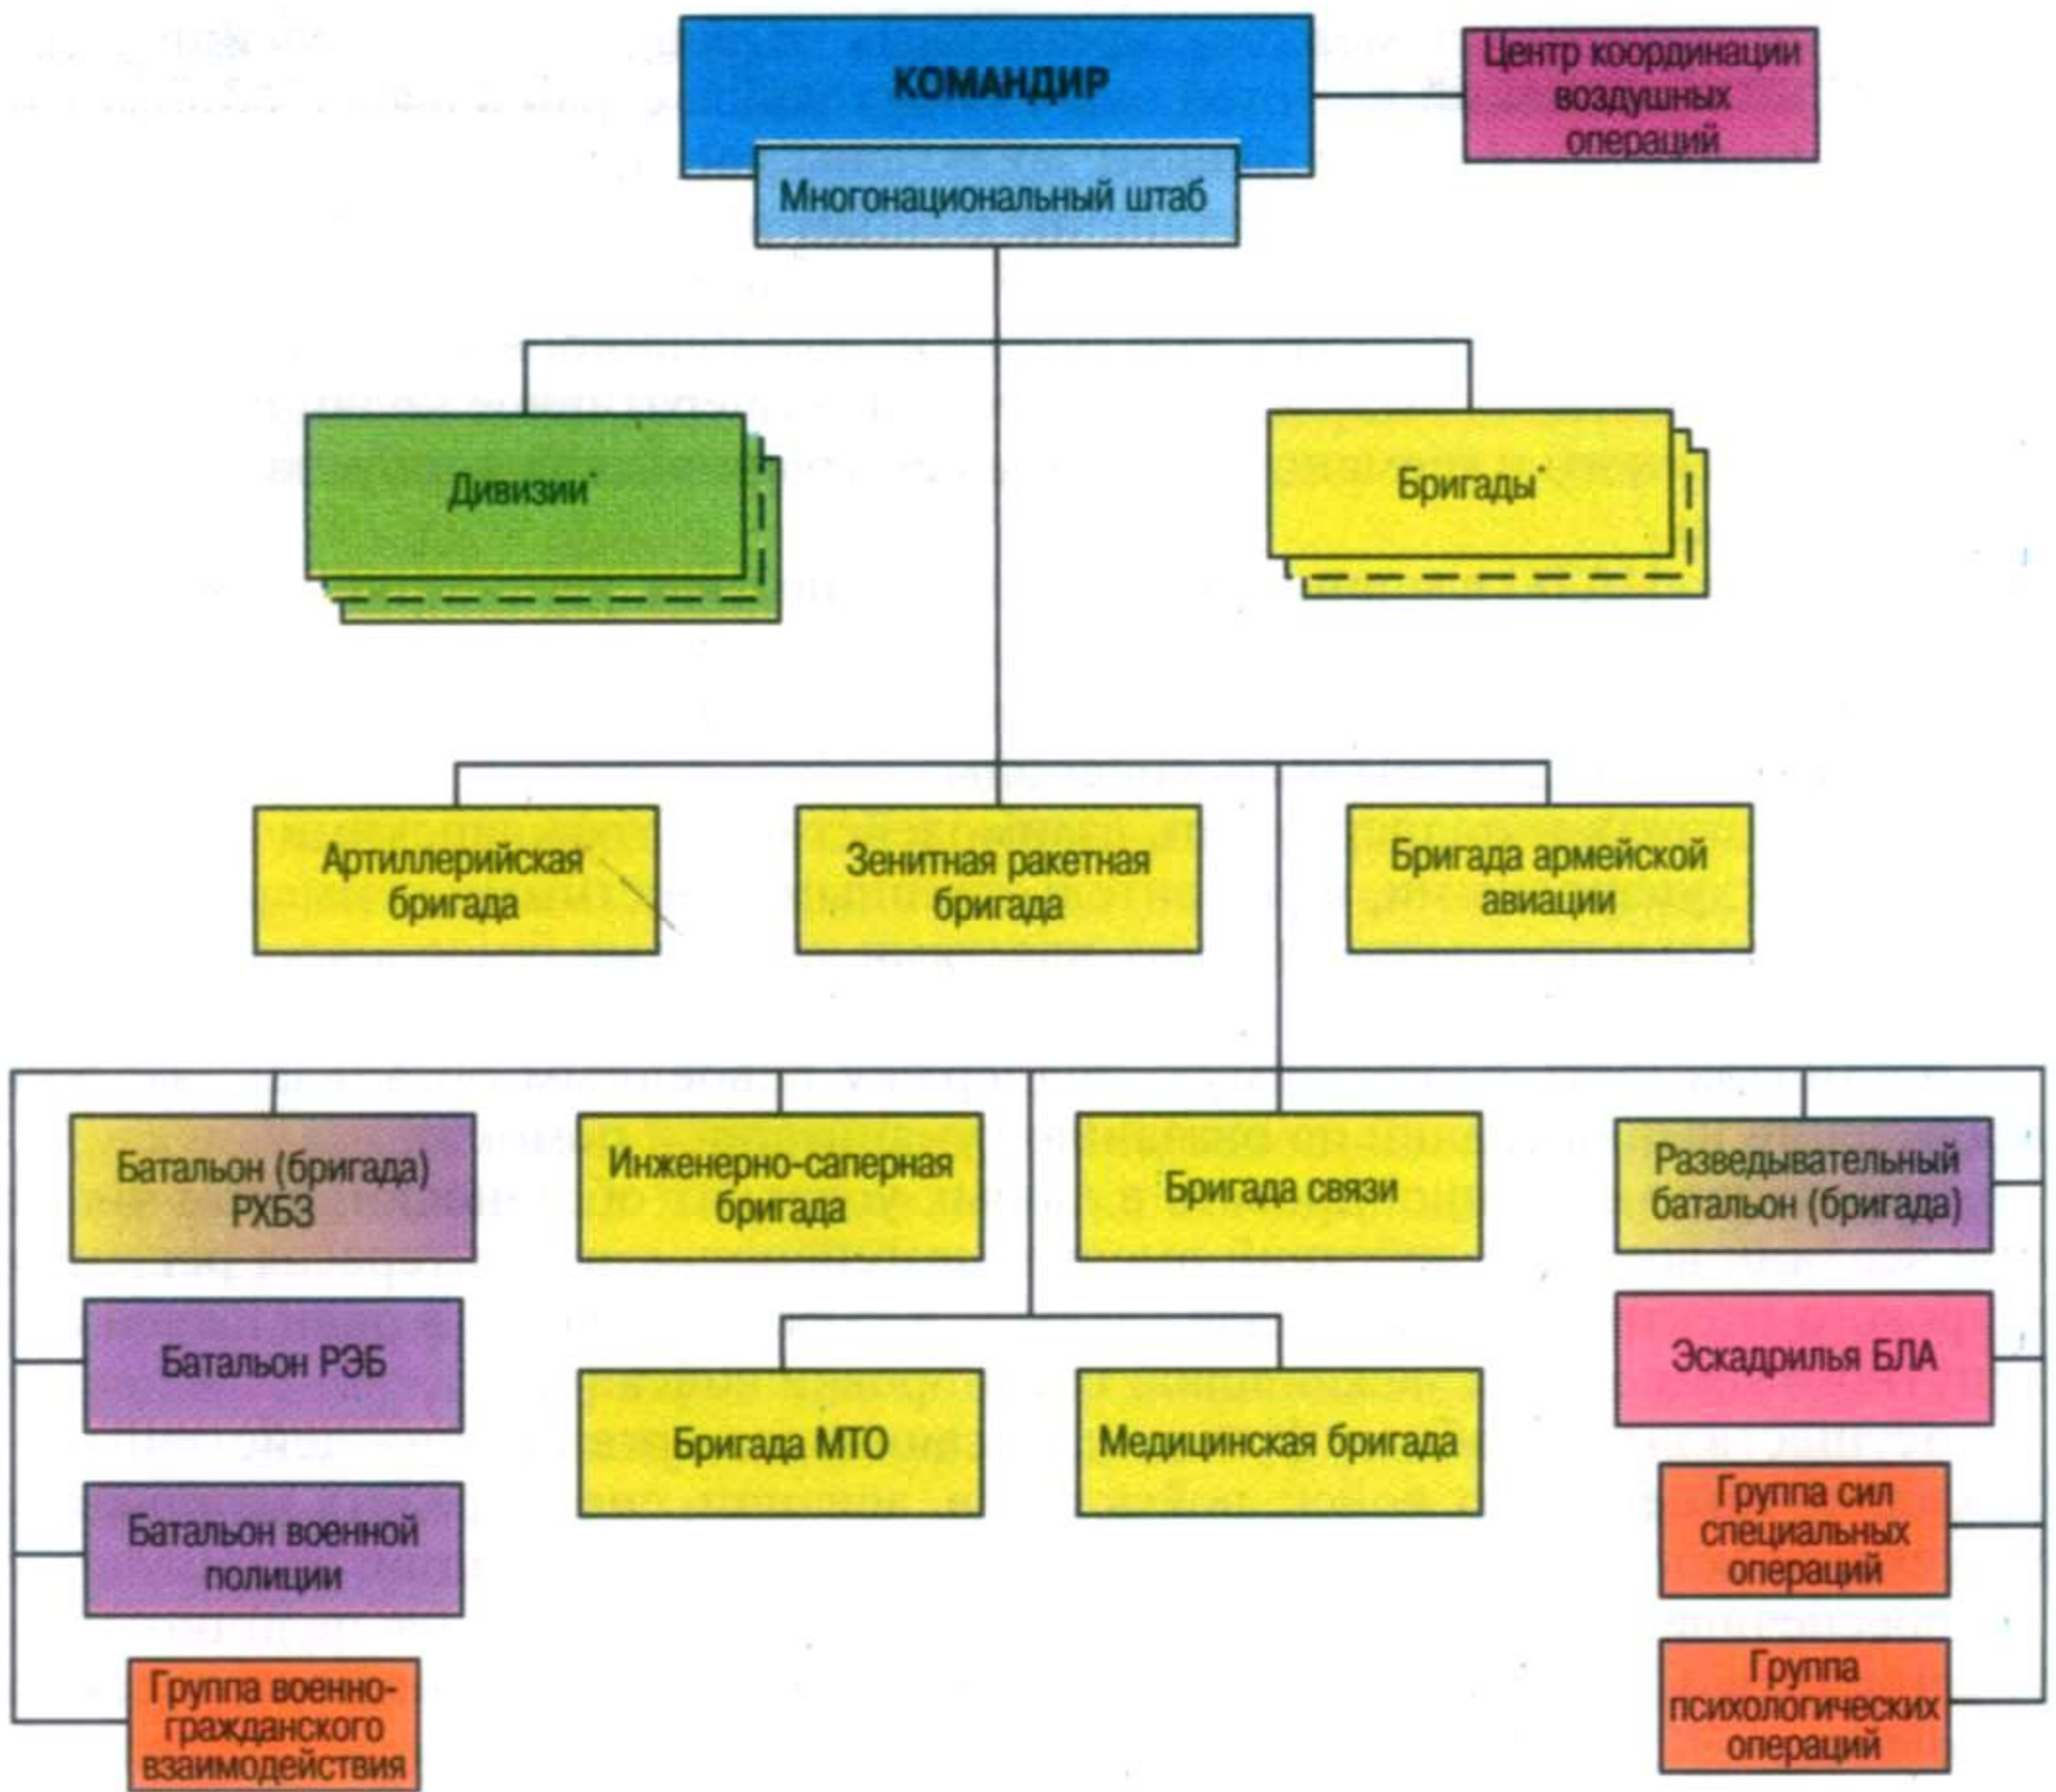 КОМАНДИР
Многонациональный штаб
Центр координации
воздушных
операций
Дивизии*
Бригады*
Артиллерийская
бригада
Зенитная ракетная
бригада
Бригада армейской
авиации
Батальон (бригада)
РХБЗ
Инженерно-саперная
бригада
Бригада связи
Разведывательный
батальон (бригада)
Батальон РЭБ
Эскадрилья БЛА
Бригада МТО
Медицинская бригада
Батальон военной
полиции
Группа сил
специальных
операций
Группа военно-
гражданского
взаимодействия
Группа
психологических
операций